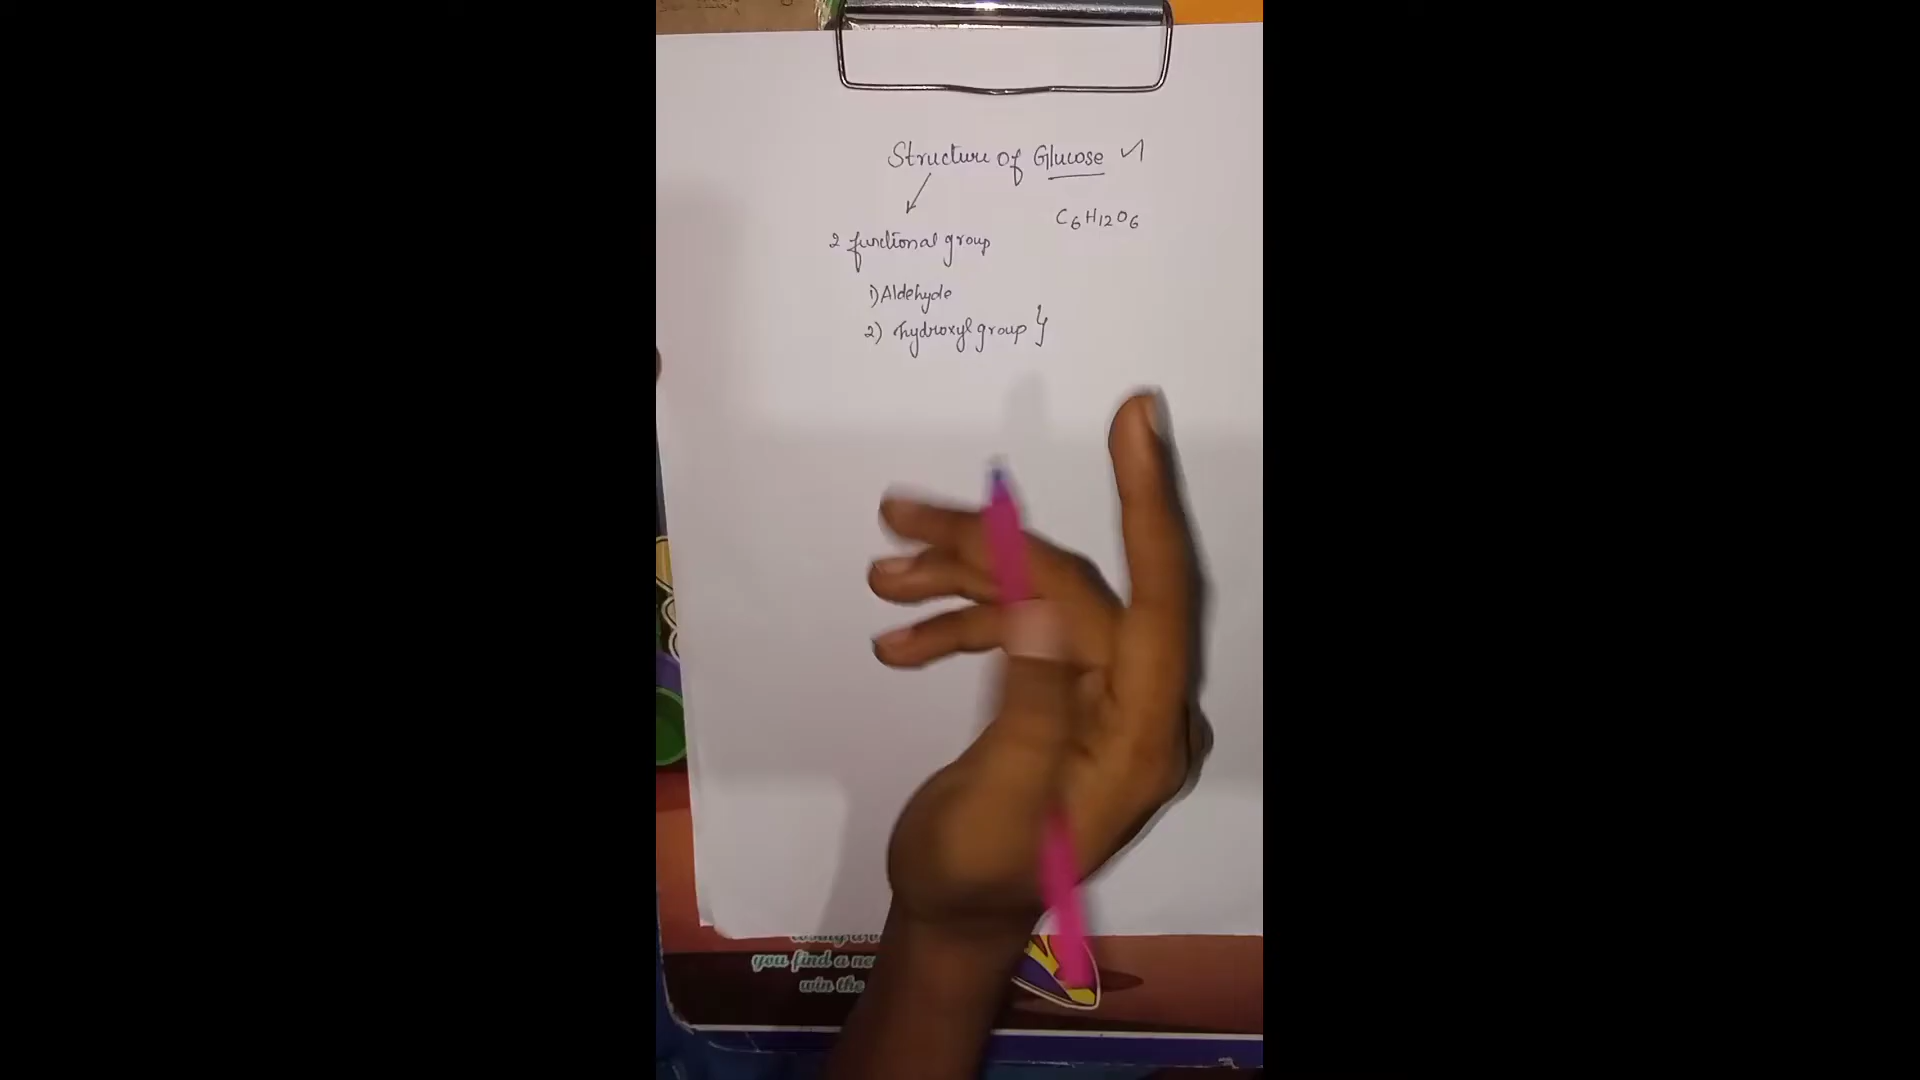 Structure of Glucose
C6H12O6
2 functional group
1) Aldehyde
2) hydroxyl group }
you find a
win the